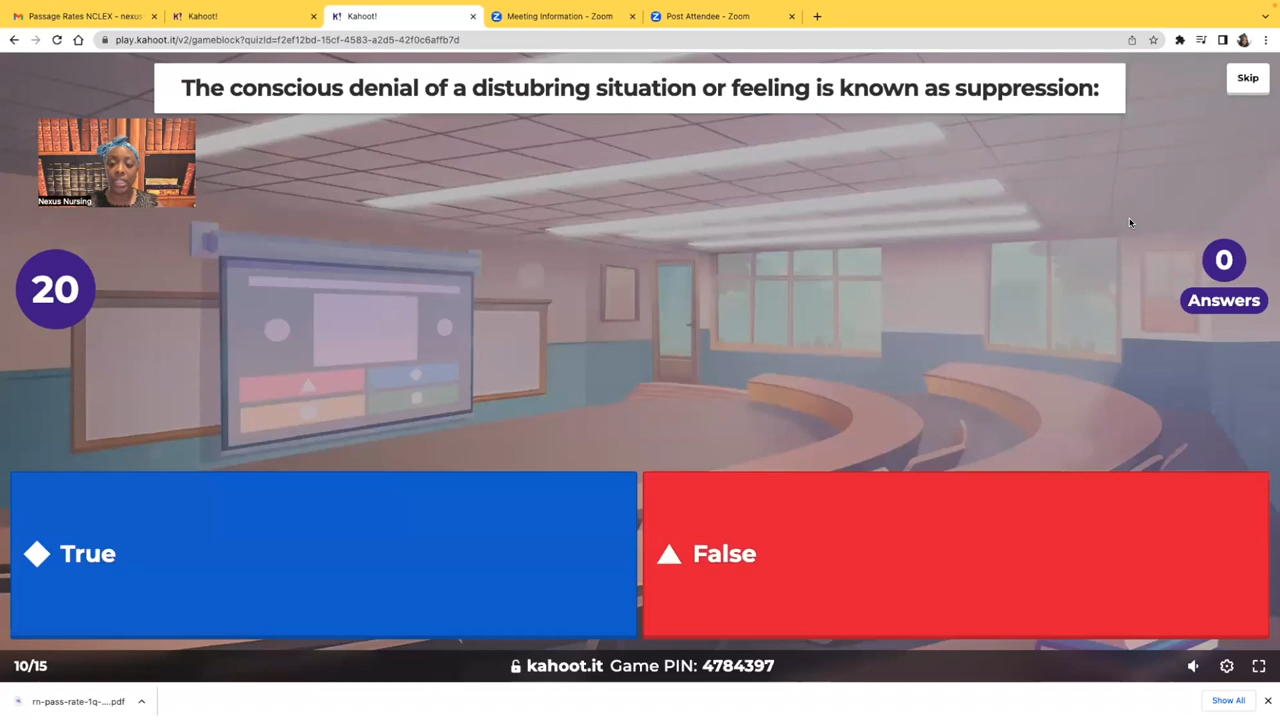 Passage Rates NCLEX - nexus
Kahoot!
Kahoot!
Meeting Information - Zoom
Post Attendee - Zoom
play.kahoot.it/v2/gameblock?quizId=f2ef12bd-15cf-4583-a2d5-42f0c6affb7d
The conscious denial of a distubring situation or feeling is known as suppression:
Skip
Nexus Nursing
20
0
Answers
True
False
10/15
kahoot.it Game PIN: 4784397
rn-pass-rate-1q-....pdf
Show All